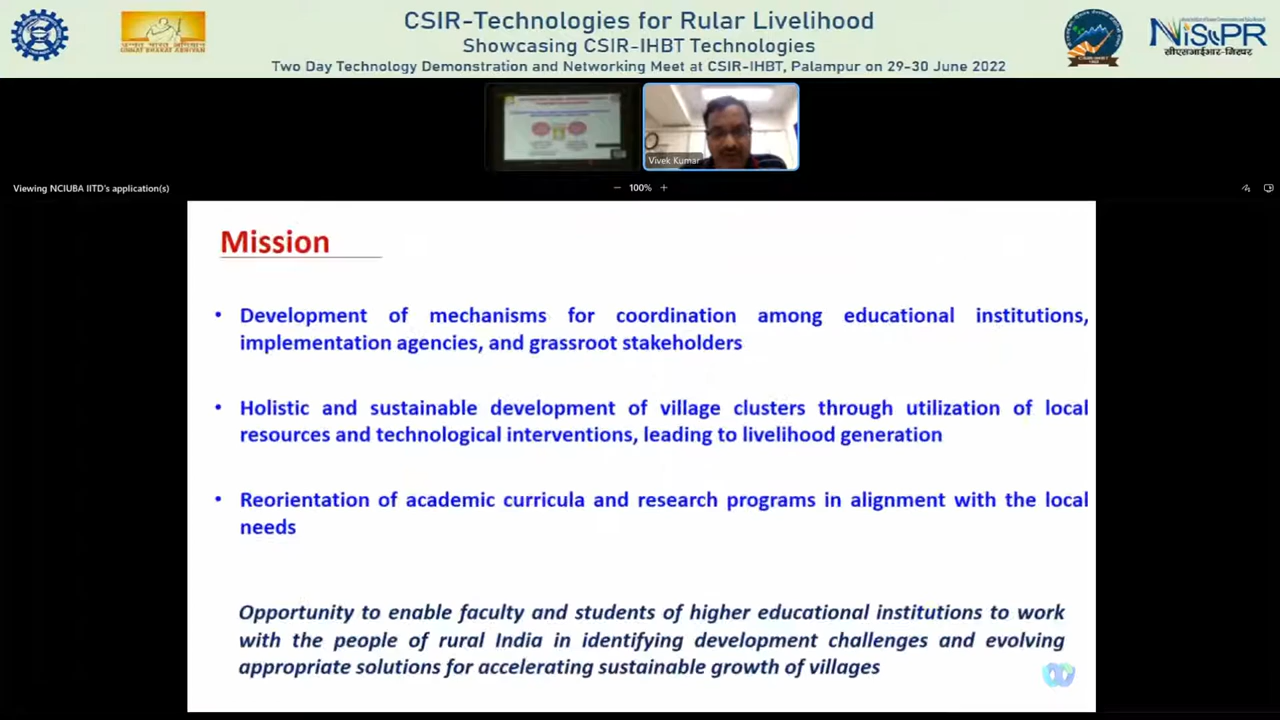 CSIR-Technologies for Rular Livelihood
Showcasing CSIR-IHBT Technologies
Two Day Technology Demonstration and Networking Meet at CSIR-IHBT, Palampur on 29-30 June 2022
NIScPR
सीएसआईआर-निस्पर
Vivek Kumar
Viewing NCIUBA IITD's application(s)
− 100% +
Mission
• Development of mechanisms for coordination among educational institutions,
implementation agencies, and grassroot stakeholders
• Holistic and sustainable development of village clusters through utilization of local
resources and technological interventions, leading to livelihood generation
• Reorientation of academic curricula and research programs in alignment with the local
needs
Opportunity to enable faculty and students of higher educational institutions to work
with the people of rural India in identifying development challenges and evolving
appropriate solutions for accelerating sustainable growth of villages